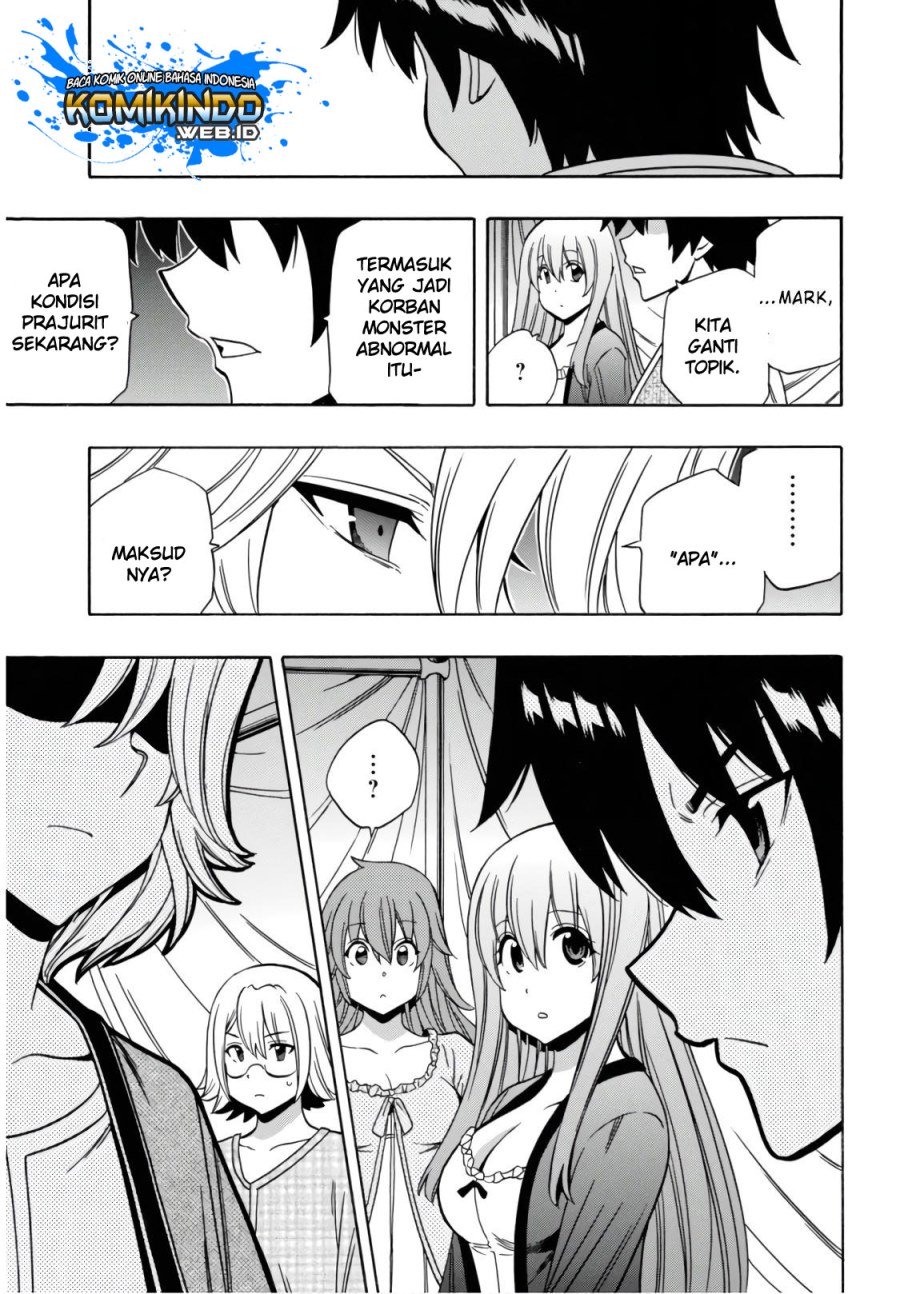 BACA KOMIK ONLINE BAHASA INDONESIA
KOMIKINDO
.WEB.ID
...MARK,
KITA
GANTI
TOPIK.
?
TERMASUK
YANG JADI
KORBAN
MONSTER
ABNORMAL
ITU-
APA
KONDISI
PRAJURIT
SEKARANG?
........
"APA"...
MAKSUD
NYA?
...
?